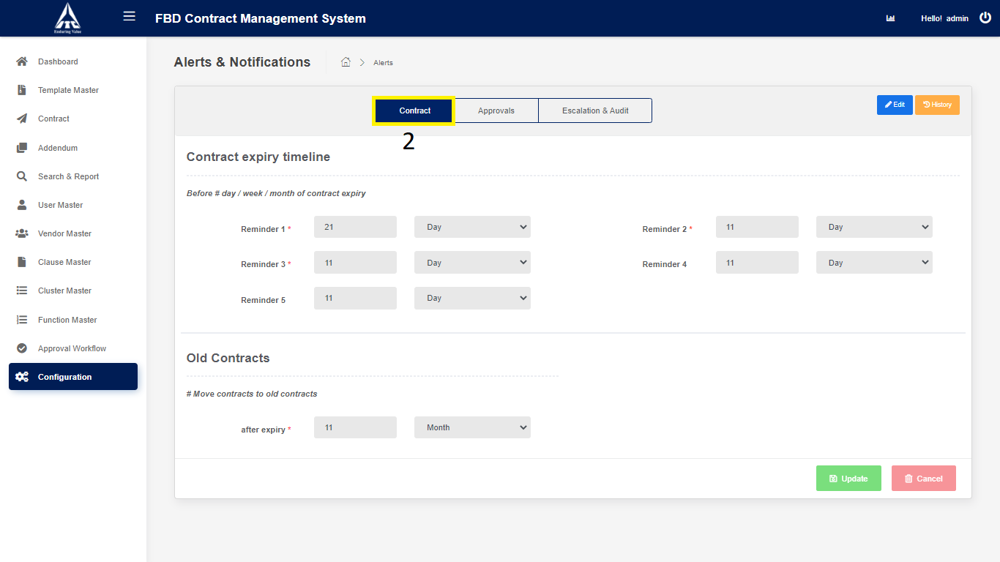 FBD Contract Management System
Hello! admin
Enduring Value
Dashboard
Template Master
Contract
Addendum
Search & Report
User Master
Vendor Master
Clause Master
Cluster Master
Function Master
Approval Workflow
Configuration
Alerts & Notifications
Alerts
Contract
Approvals
Escalation & Audit
Edit
History
2
Contract expiry timeline
Before # day / week / month of contract expiry
Reminder 1 * 21 Day
Reminder 2 * 11 Day
Reminder 3 * 11 Day
Reminder 4 11 Day
Reminder 5 11 Day
Old Contracts
# Move contracts to old contracts
after expiry * 11 Month
Update
Cancel